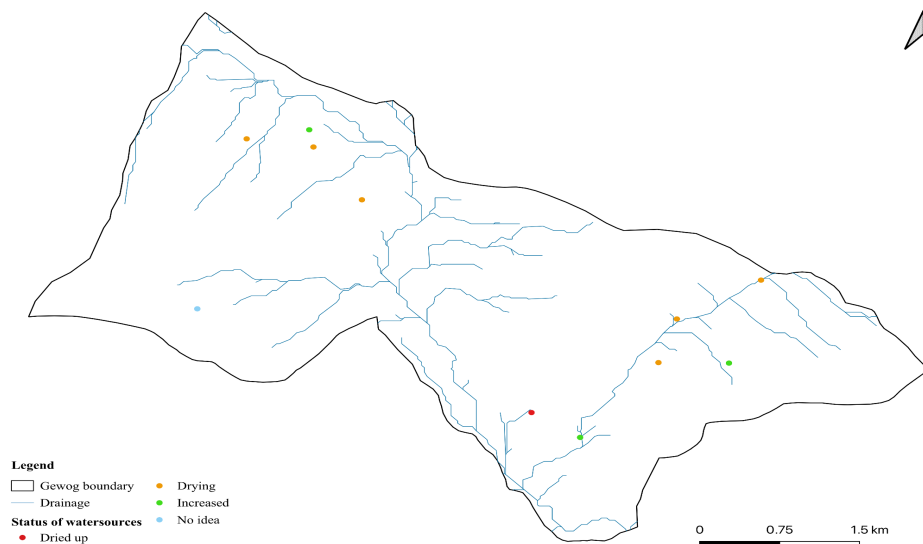 Legend
Gewog boundary
Drainage
Status of watersources
Dried up
Drying
Increased
No idea
0 0.75 1.5 km